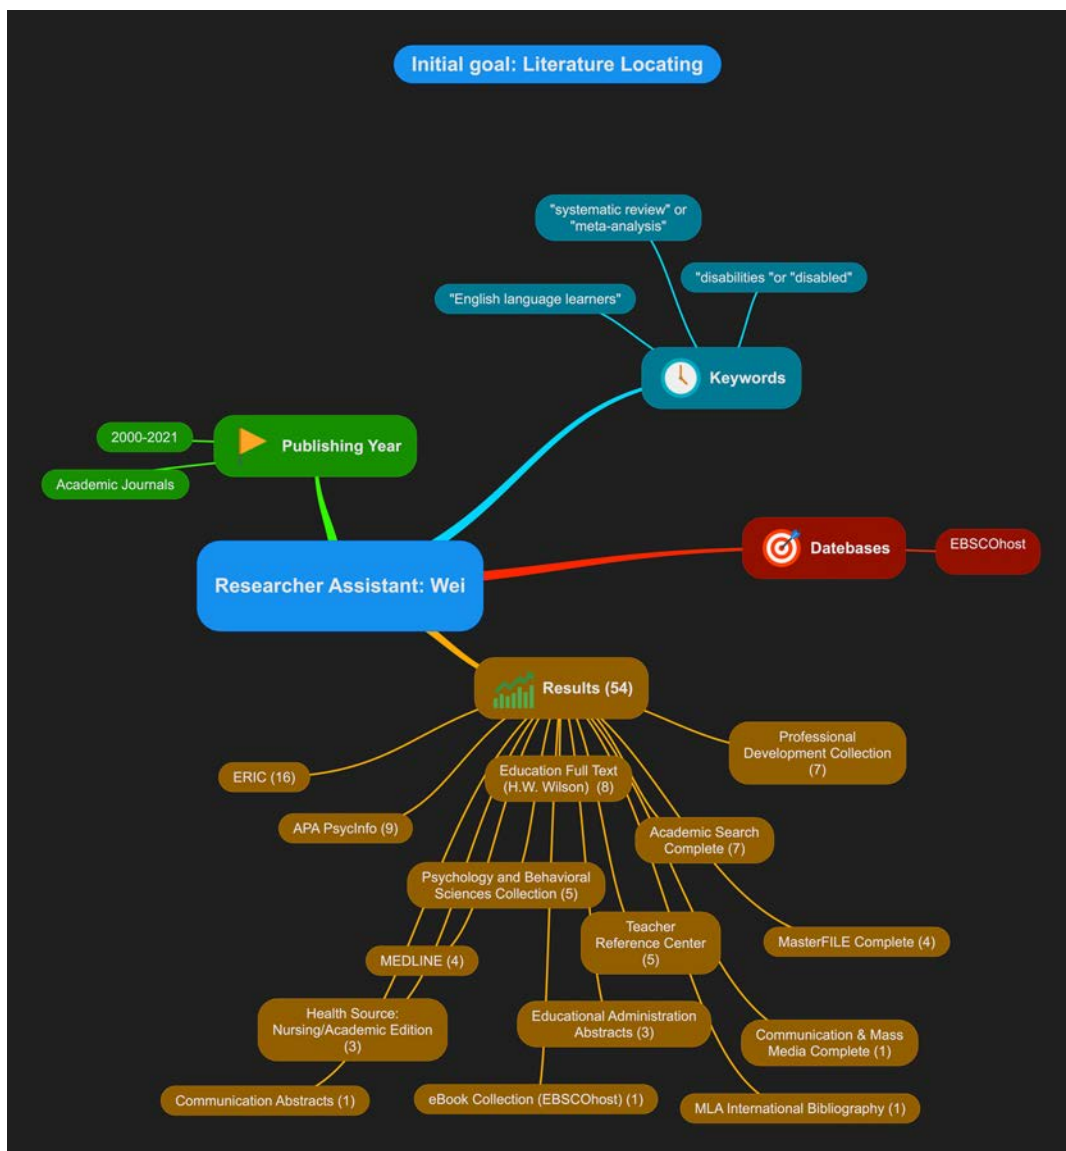 Initial goal: Literature Locating
"systematic review" or
"meta-analysis"
"disabilities "or "disabled"
"English language learners"
Keywords
2000-2021
Publishing Year
Academic Journals
Datebases
EBSCOhost
Researcher Assistant: Wei
Results (54)
Professional
Development Collection
(7)
ERIC (16)
Education Full Text
(H.W. Wilson)  (8)
APA PsycInfo (9)
Academic Search
Complete (7)
Psychology and Behavioral
Sciences Collection (5)
Teacher
Reference Center
(5)
MasterFILE Complete (4)
MEDLINE (4)
Health Source:
Nursing/Academic Edition
(3)
Educational Administration
Abstracts (3)
Communication & Mass
Media Complete (1)
Communication Abstracts (1)
eBook Collection (EBSCOhost) (1)
MLA International Bibliography (1)